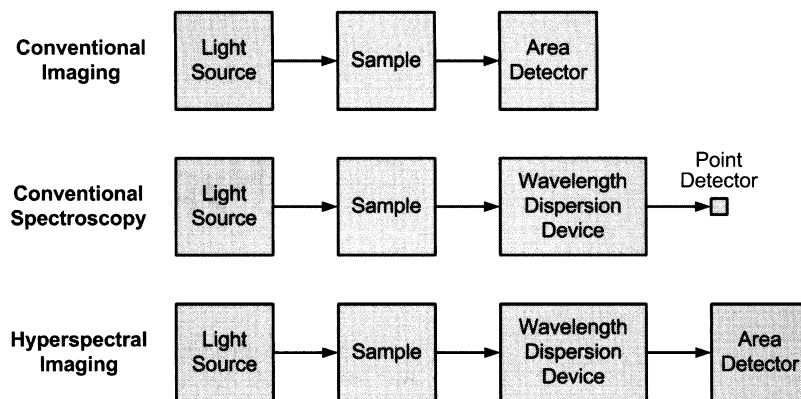 Conventional
Imaging
Light
Source
Sample
Area
Detector
Conventional
Spectroscopy
Light
Source
Sample
Wavelength
Dispersion
Device
Point
Detector
Hyperspectral
Imaging
Light
Source
Sample
Wavelength
Dispersion
Device
Area
Detector